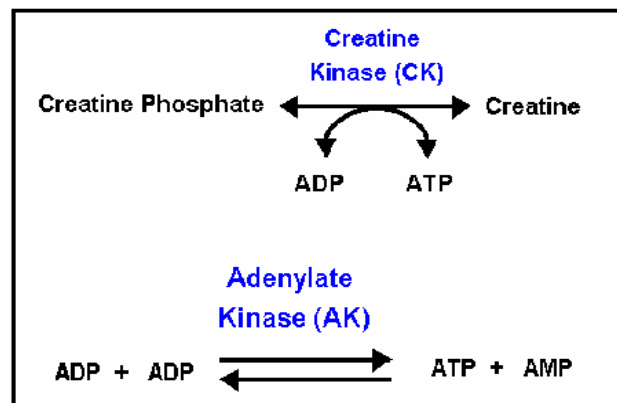 Creatine
Kinase (CK)
Creatine Phosphate Creatine
ADP ATP
Adenylate
Kinase (AK)
ADP + ADP ATP + AMP